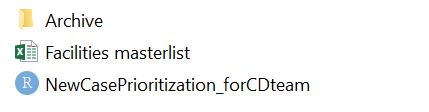 Archive
Facilities masterlist
R NewCasePrioritization_forCDteam